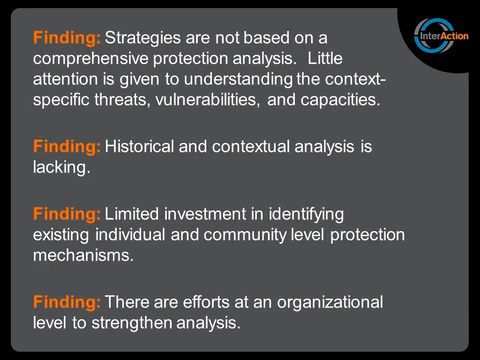 InterAction
Finding: Strategies are not based on a
comprehensive protection analysis.  Little
attention is given to understanding the context-
specific threats, vulnerabilities, and capacities.
Finding: Historical and contextual analysis is
lacking.
Finding: Limited investment in identifying
existing individual and community level protection
mechanisms.
Finding: There are efforts at an organizational
level to strengthen analysis.